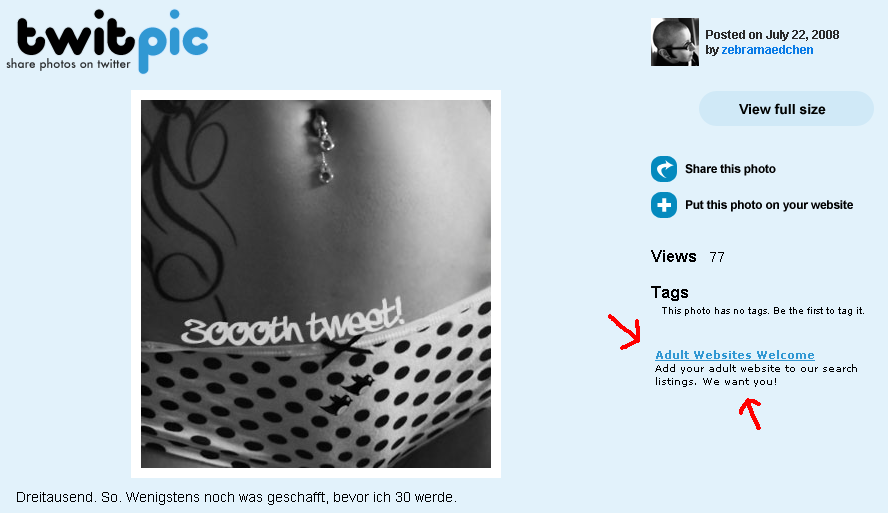 twitpic
share photos on twitter
Posted on July 22, 2008
by zebramaedchen
View full size
Share this photo
Put this photo on your website
Views 77
Tags
This photo has no tags. Be the first to tag it.
Adult Websites Welcome
Add your adult website to our search
listings. We want you!
3000th tweet!
Dreitausend. So. Wenigstens noch was geschafft, bevor ich 30 werde.